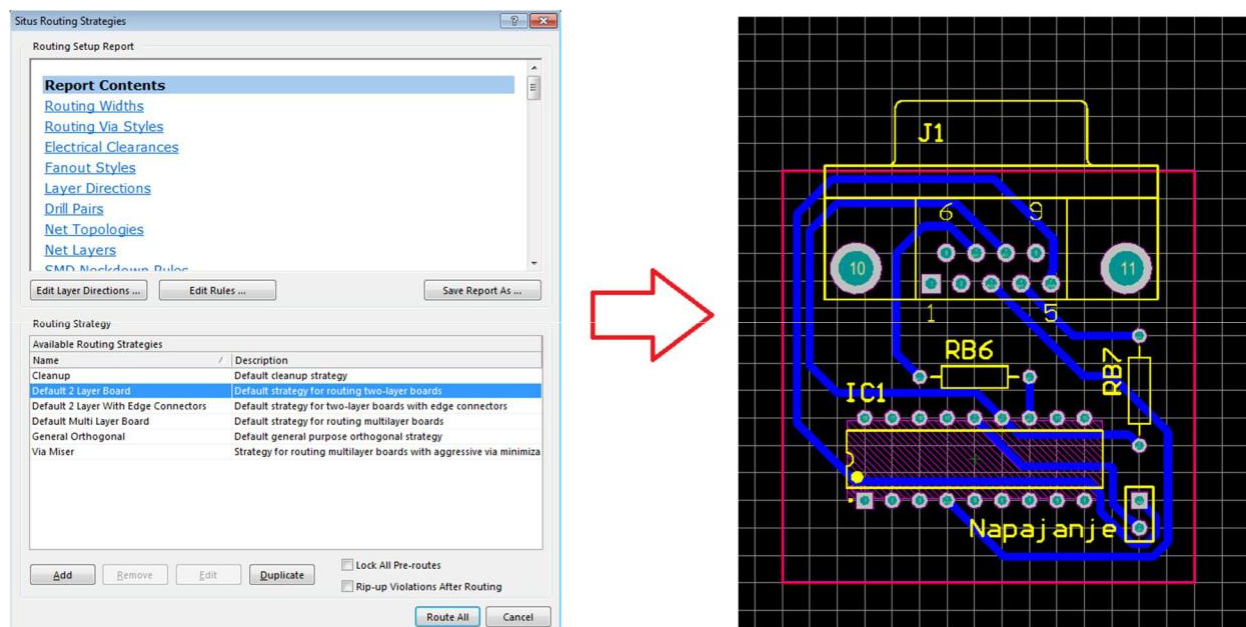 Situs Routing Strategies
Routing Setup Report
Report Contents
Routing Widths
Routing Via Styles
Electrical Clearances
Fanout Styles
Layer Directions
Drill Pairs
Net Topologies
Net Layers
SMD Neckdown Rules
Edit Layer Directions ... Edit Rules ... Save Report As ...
Routing Strategy
Available Routing Strategies
Name Description
Cleanup Default cleanup strategy
Default 2 Layer Board Default strategy for routing two-layer boards
Default 2 Layer With Edge Connectors Default strategy for two-layer boards with edge connectors
Default Multi Layer Board Default strategy for routing multilayer boards
General Orthogonal Default general purpose orthogonal strategy
Via Miser Strategy for routing multilayer boards with aggressive via minimiza
Add Remove Edit Duplicate
Lock All Pre-routes
Rip-up Violations After Routing
Route All Cancel
J1
6 9
10 11
1 5
RB6
RB7
IC1
Napajanje